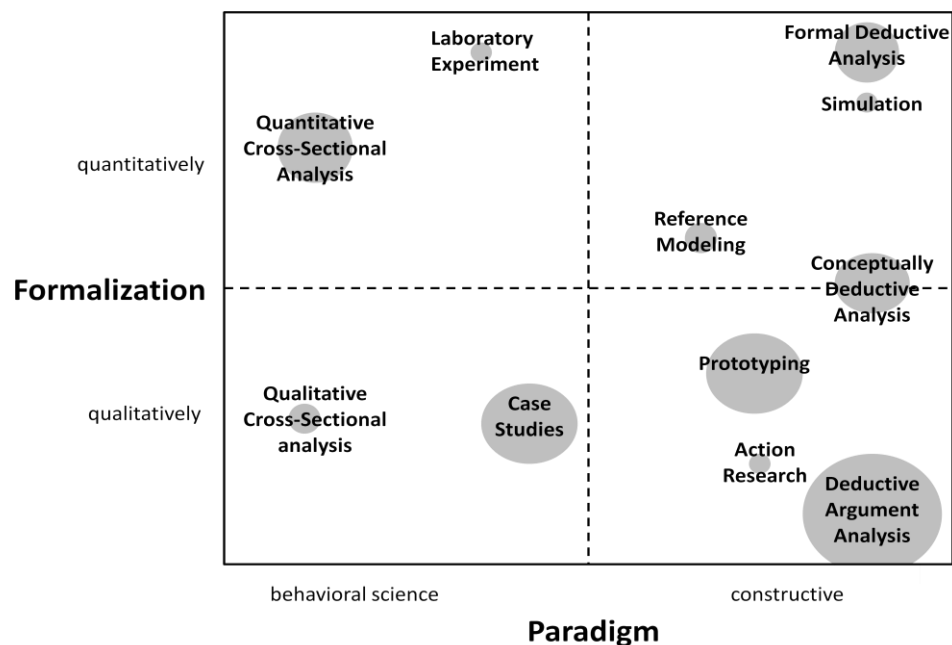 Laboratory
Experiment
Formal Deductive
Analysis
Simulation
Quantitative
Cross-Sectional
Analysis
quantitatively
Reference
Modeling
Conceptually
Deductive
Analysis
Formalization
Prototyping
qualitatively
Qualitative
Cross-Sectional
analysis
Case
Studies
Action
Research
Deductive
Argument
Analysis
behavioral science
constructive
Paradigm